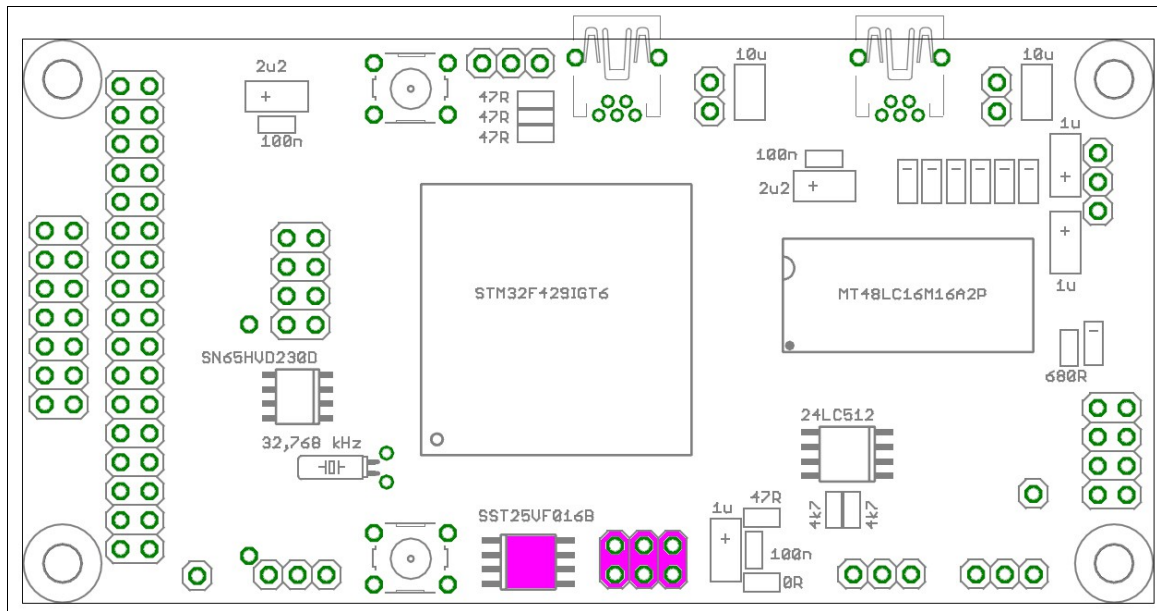 2u2
+
100n
47R
47R
47R
10u
10u
1u
+
100n
2u2
+
+
1u
STM32F429IGT6
MT48LC16M16A2P
SN65HVD230D
680R
32,768 kHz
24LC512
SST25VF016B
1u
+
47R
100n
0R
4k7
4k7